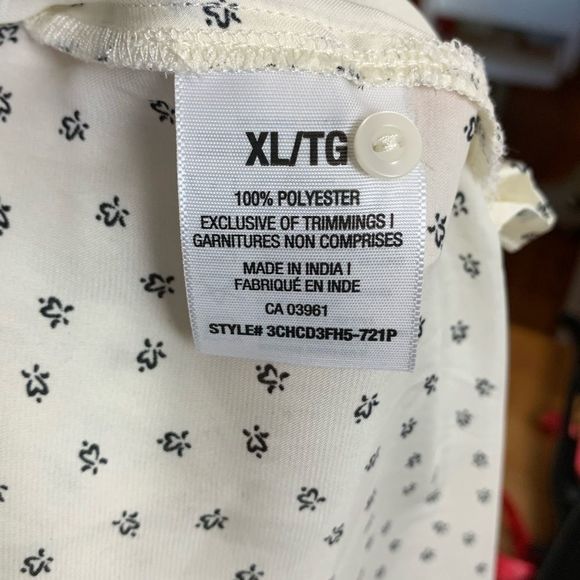 XL/TG
100% POLYESTER
EXCLUSIVE OF TRIMMINGS |
GARNITURES NON COMPRISES
MADE IN INDIA |
FABRIQUÉ EN INDE
CA 03961
STYLE# 3CHCD3FH5-721P